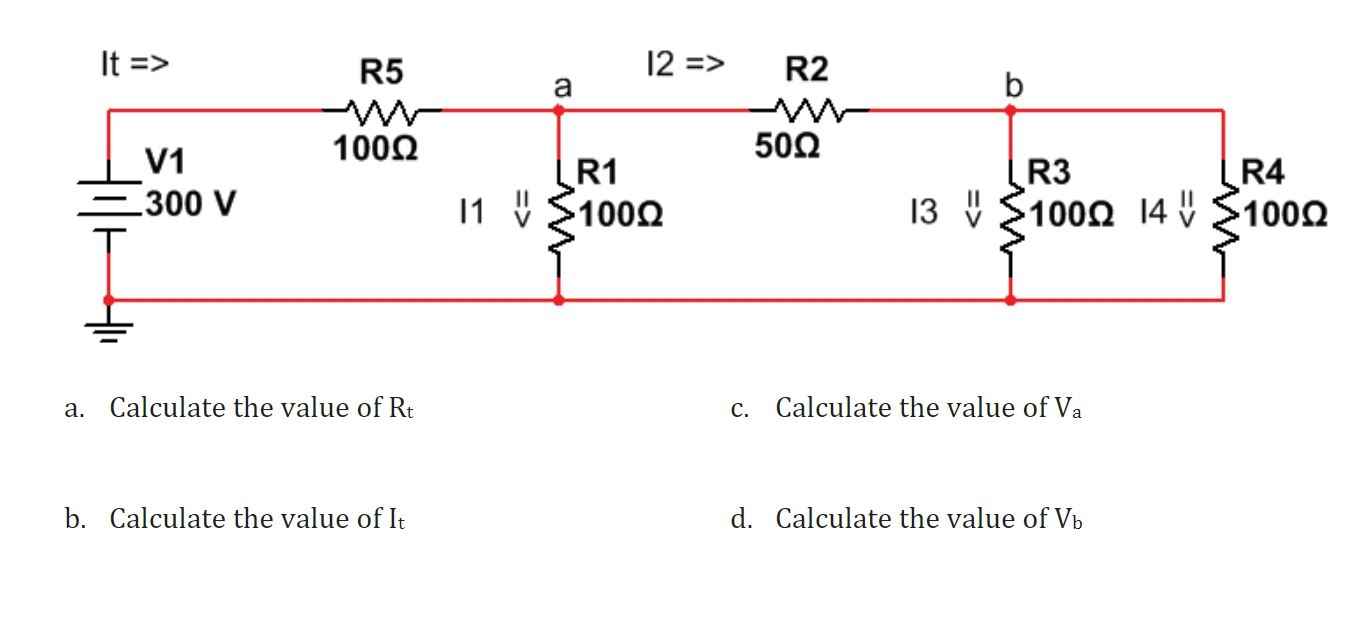 It => R5 a I2 => R2 b
100Ω 50Ω
V1 R1 R3 R4
300 V I1 => 100Ω I3 => 100Ω I4 => 100Ω
a. Calculate the value of Rt c. Calculate the value of Va
b. Calculate the value of It d. Calculate the value of Vb